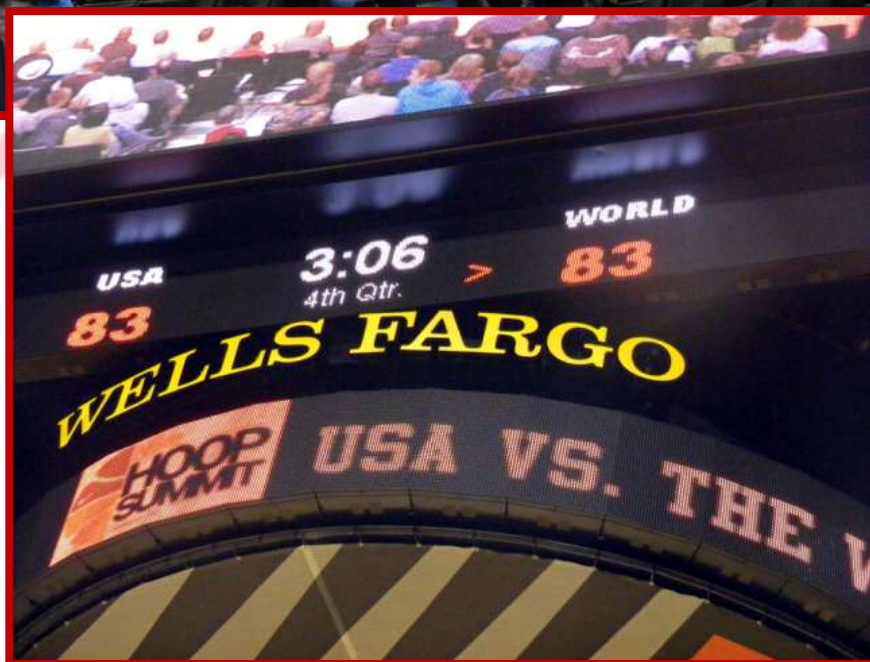 USA 3:06 WORLD
83 4th Qtr. > 83
WELLS FARGO
HOOP
SUMMIT
USA VS. THE